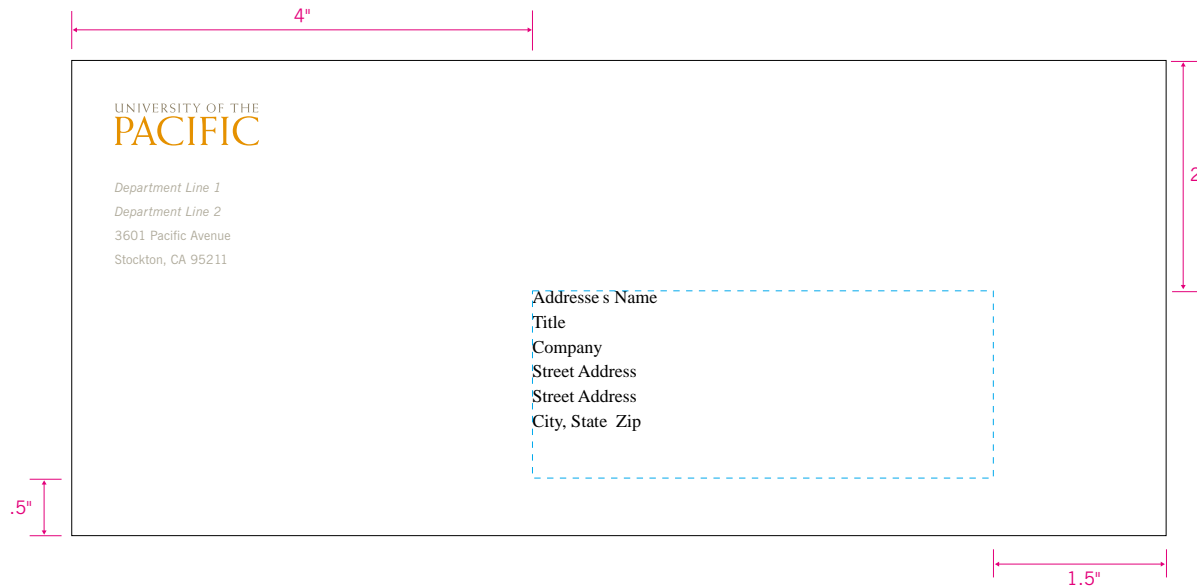 4"
UNIVERSITY OF THE
PACIFIC
2
Department Line 1
Department Line 2
3601 Pacific Avenue
Stockton, CA 95211
Addresse s Name
Title
Company
Street Address
Street Address
City, State  Zip
.5"
1.5"